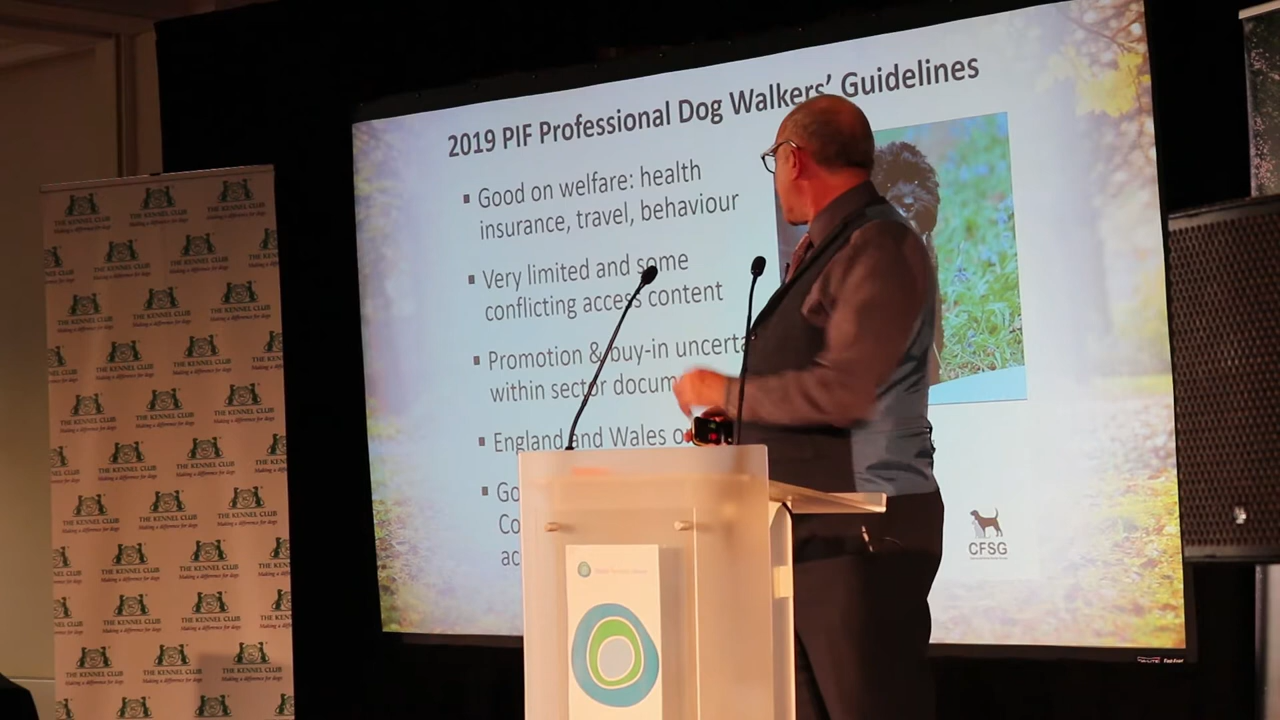 2019 PIF Professional Dog Walkers' Guidelines
▪ Good on welfare: health
insurance, travel, behaviour
▪ Very limited and some
conflicting access content
▪ Promotion & buy-in uncerta
within sector docum
▪ England and Wales o
▪ Go
Co
ac
CFSG
THE KENNEL CLUB
Making a difference for dogs